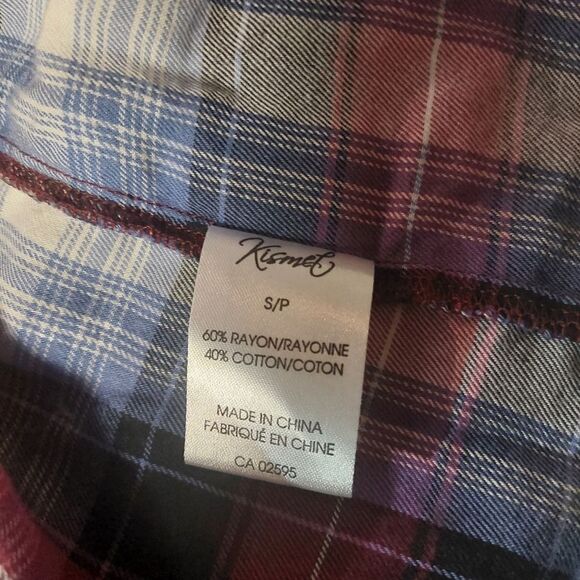 Kismet
S/P
60% RAYON/RAYONNE
40% COTTON/COTON
MADE IN CHINA
FABRIQUÉ EN CHINE
CA 02595